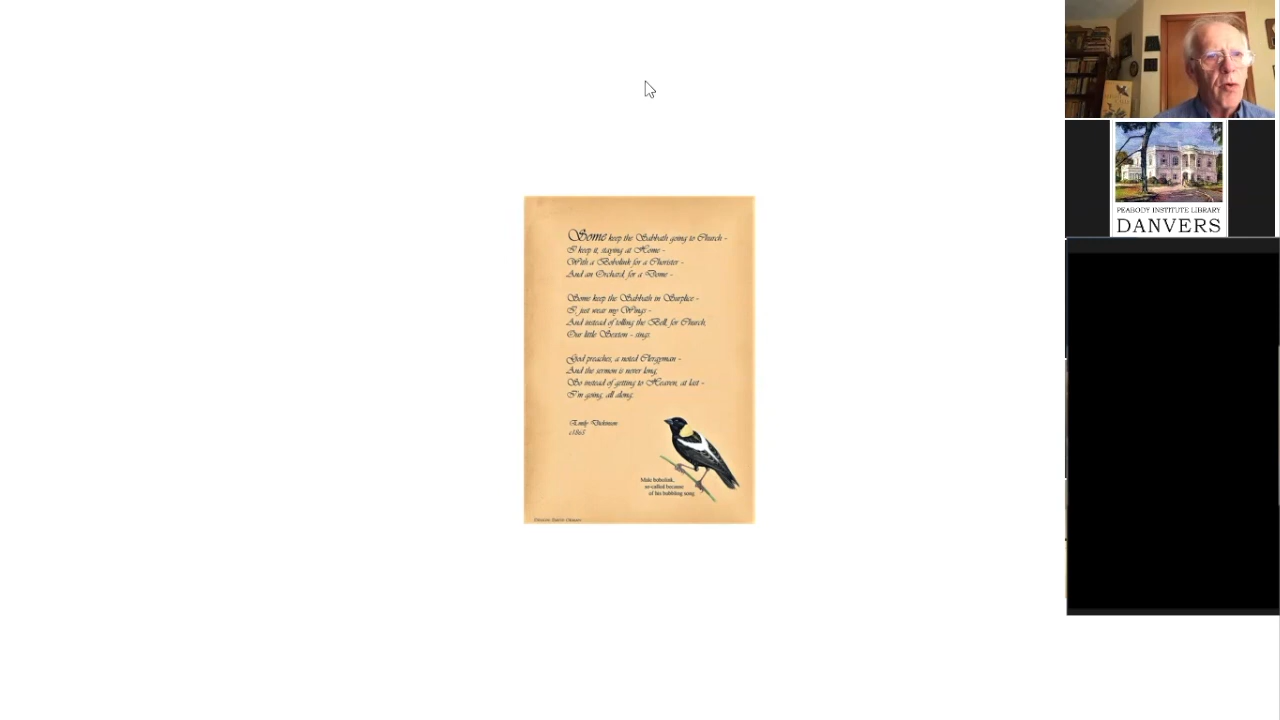 Some keep the Sabbath going to Church -
I keep it, staying at Home -
With a Bobolink for a Chorister -
And an Orchard, for a Dome -
Some keep the Sabbath in Surplice -
I, just wear my Wings -
And instead of tolling the Bell, for Church,
Our little Sexton - sings.
God preaches, a noted Clergyman -
And the sermon is never long,
So instead of getting to Heaven, at last -
I'm going, all along.
Emily Dickinson
Male bobolink,
so-called because
of his bubbling song
PEABODY INSTITUTE LIBRARY
DANVERS